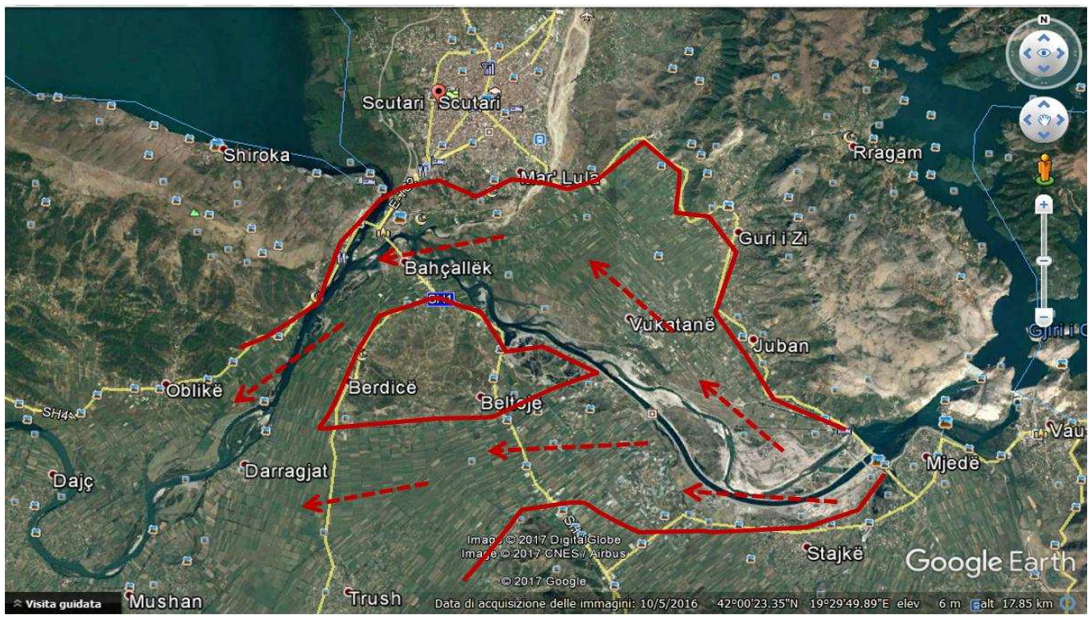 N
Scutari Scutari
Shiroka
Mar' Lula
Rragam
Guri i Zi
Bahçallëk
SH1
Vukatanë
Juban
Oblikë
Berdicë
Beltojë
SH4
Vau
Mjedë
Dajç
Darragjat
Image © 2017 DigitalGlobe
Image © 2017 CNES / Airbus
© 2017 Google
Stajkë
Google Earth
Mushan
Trush
Visita guidata
Data di acquisizione delle immagini: 10/5/2016 42°00'23.35"N 19°29'49.89"E elev 6 m alt 17.85 km